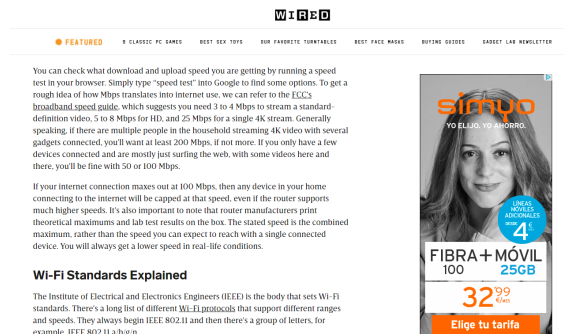 WIRED
FEATURED
9 CLASSIC PC GAMES
BEST SEX TOYS
OUR FAVORITE TURNTABLES
BEST FACE MASKS
BUYING GUIDES
GADGET LAB NEWSLETTER
You can check what download and upload speed you are getting by running a speed
test in your browser. Simply type "speed test" into Google to find some options. To get a
rough idea of how Mbps translates into internet use, we can refer to the FCC's
broadband speed guide, which suggests you need 3 to 4 Mbps to stream a standard-
definition video, 5 to 8 Mbps for HD, and 25 Mbps for a single 4K stream. Generally
speaking, if there are multiple people in the household streaming 4K video with several
gadgets connected, you'll want at least 200 Mbps, if not more. If you only have a few
devices connected and are mostly just surfing the web, with some videos here and
there, you'll be fine with 50 or 100 Mbps.
If your internet connection maxes out at 100 Mbps, then any device in your home
connecting to the internet will be capped at that speed, even if the router supports
much higher speeds. It's also important to note that router manufacturers print
theoretical maximums and lab test results on the box. The stated speed is the combined
maximum, rather than the speed you can expect to reach with a single connected
device. You will always get a lower speed in real-life conditions.
Wi-Fi Standards Explained
The Institute of Electrical and Electronics Engineers (IEEE) is the body that sets Wi-Fi
standards. There's a long list of different Wi-Fi protocols that support different ranges
and speeds. They always begin IEEE 802.11 and then there's a group of letters, for
example, IEEE 802.11 a/b/g/n
simyo
YO ELIJO. YO AHORRO.
LÍNEAS
MÓVILES
ADICIONALES
DESDE 4€
FIBRA+MÓVIL
100 25GB
32'99 €/MES
Elige tu tarifa